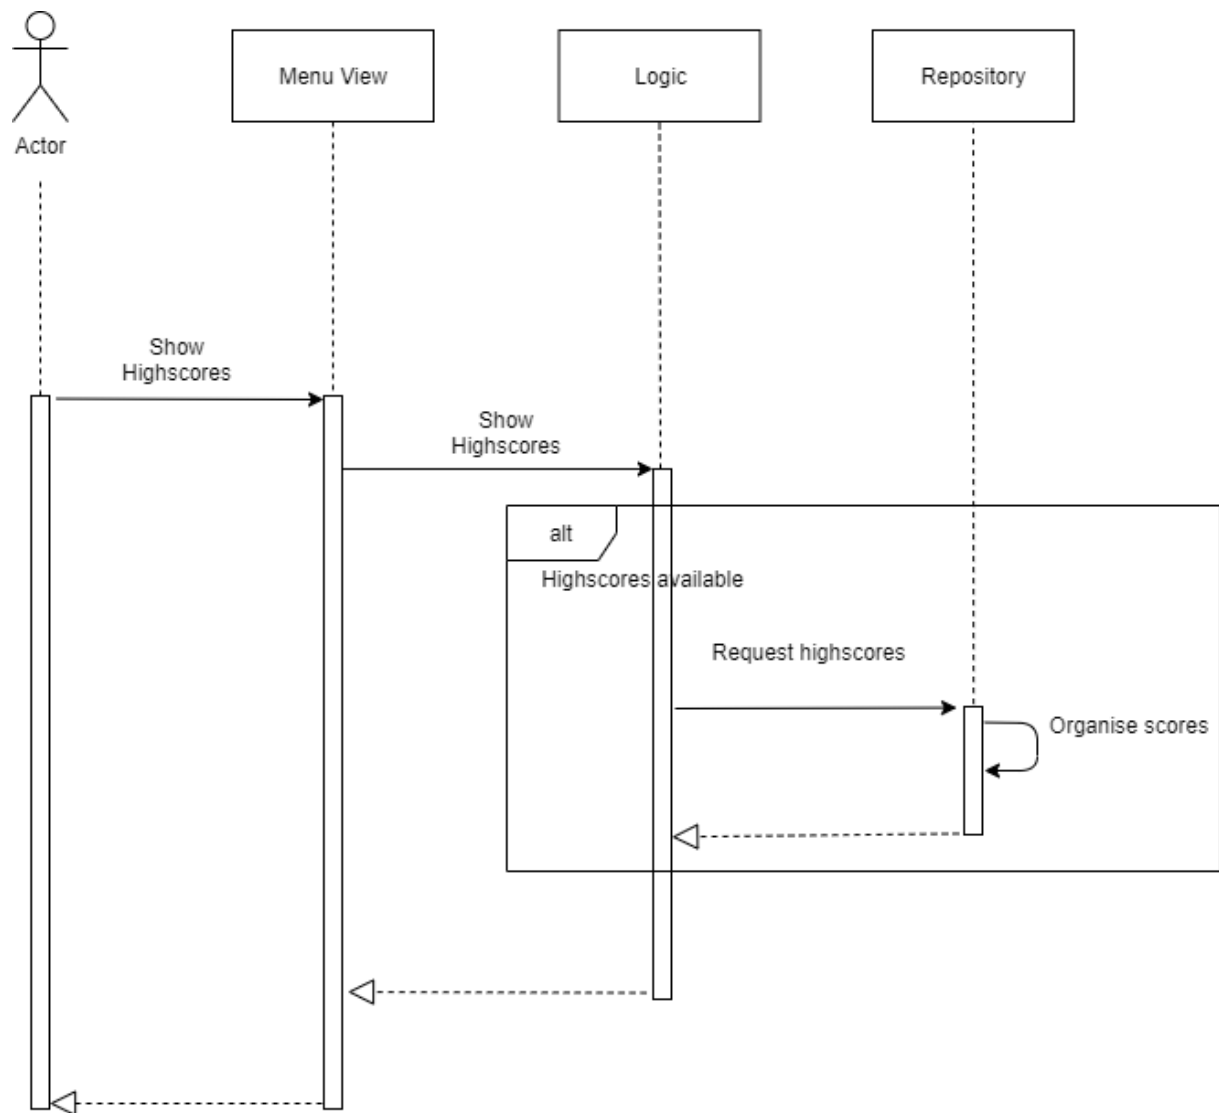 Menu View
Logic
Repository
Actor
Show
Highscores
Show
Highscores
alt
Highscores available
Request highscores
Organise scores